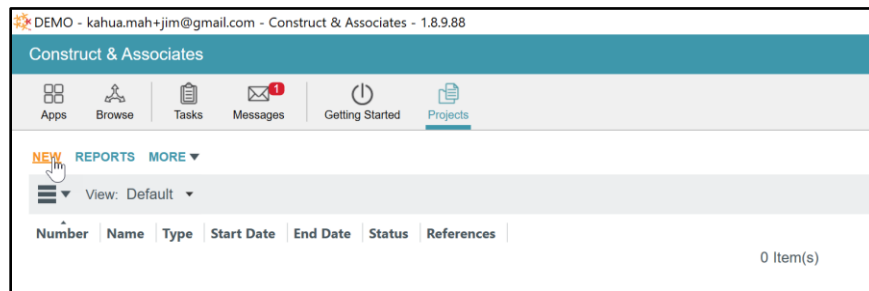 DEMO - kahua.mah+jim@gmail.com - Construct & Associates - 1.8.9.88
Construct & Associates
1
Apps Browse Tasks Messages Getting Started Projects
NEW REPORTS MORE
View: Default
Number Name Type Start Date End Date Status References
0 Item(s)